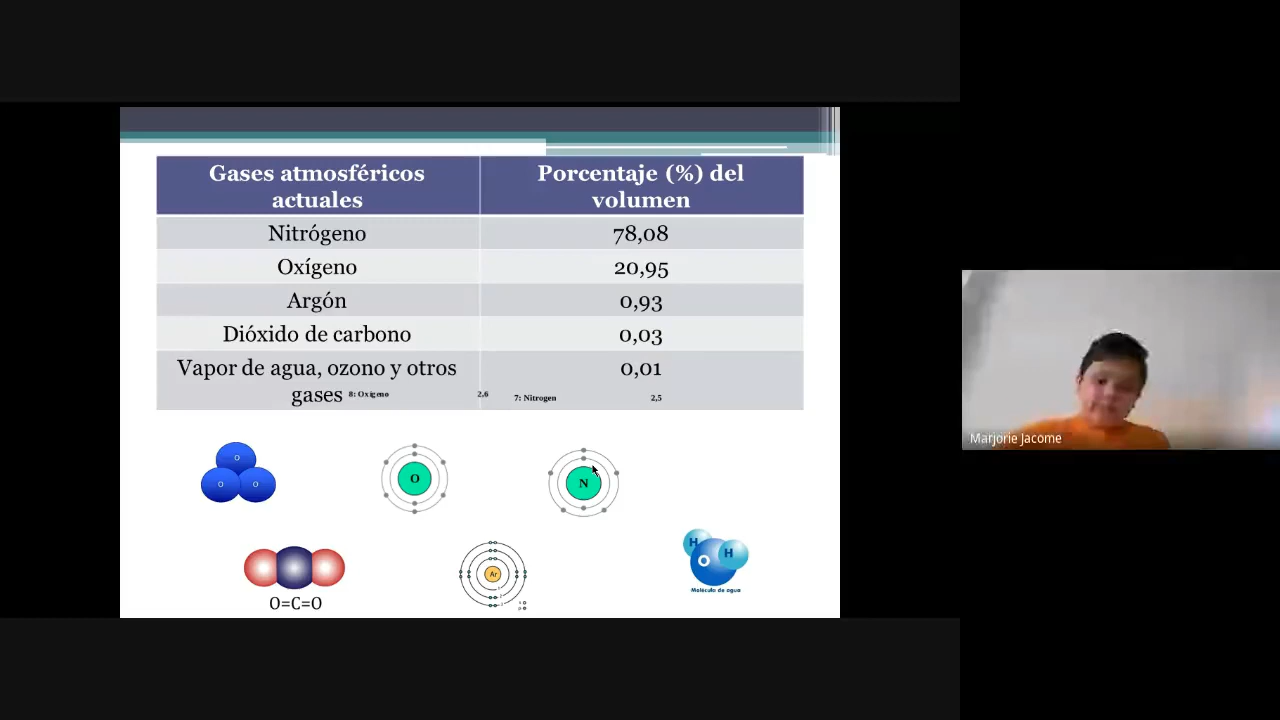 Gases atmosféricos
actuales
Porcentaje (%) del
volumen
Nitrógeno
78,08
Oxígeno
20,95
Argón
0,93
Dióxido de carbono
0,03
Vapor de agua, ozono y otros
gases
0,01
8: Oxígeno 2,6
7: Nitrogen 2,5
O
O O
O
N
O=C=O
Ar
H
O H
Molécula de agua
Marjorie Jacome